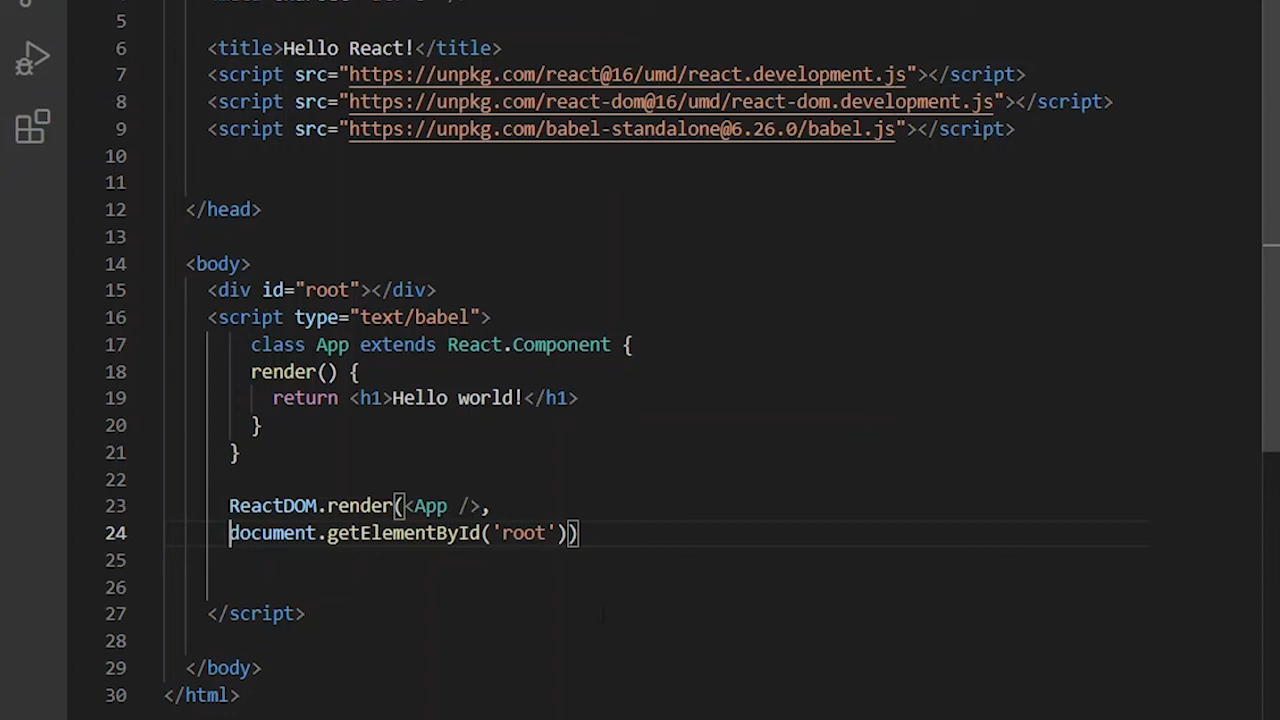 5
6 <title>Hello React!</title>
7 <script src="https://unpkg.com/react@16/umd/react.development.js"></script>
8 <script src="https://unpkg.com/react-dom@16/umd/react-dom.development.js"></script>
9 <script src="https://unpkg.com/babel-standalone@6.26.0/babel.js"></script>
10
11
12 </head>
13
14 <body>
15 <div id="root"></div>
16 <script type="text/babel">
17 class App extends React.Component {
18 render() {
19 return <h1>Hello world!</h1>
20 }
21 }
22
23 ReactDOM.render(<App />,
24 document.getElementById('root'))
25
26
27 </script>
28
29 </body>
30 </html>